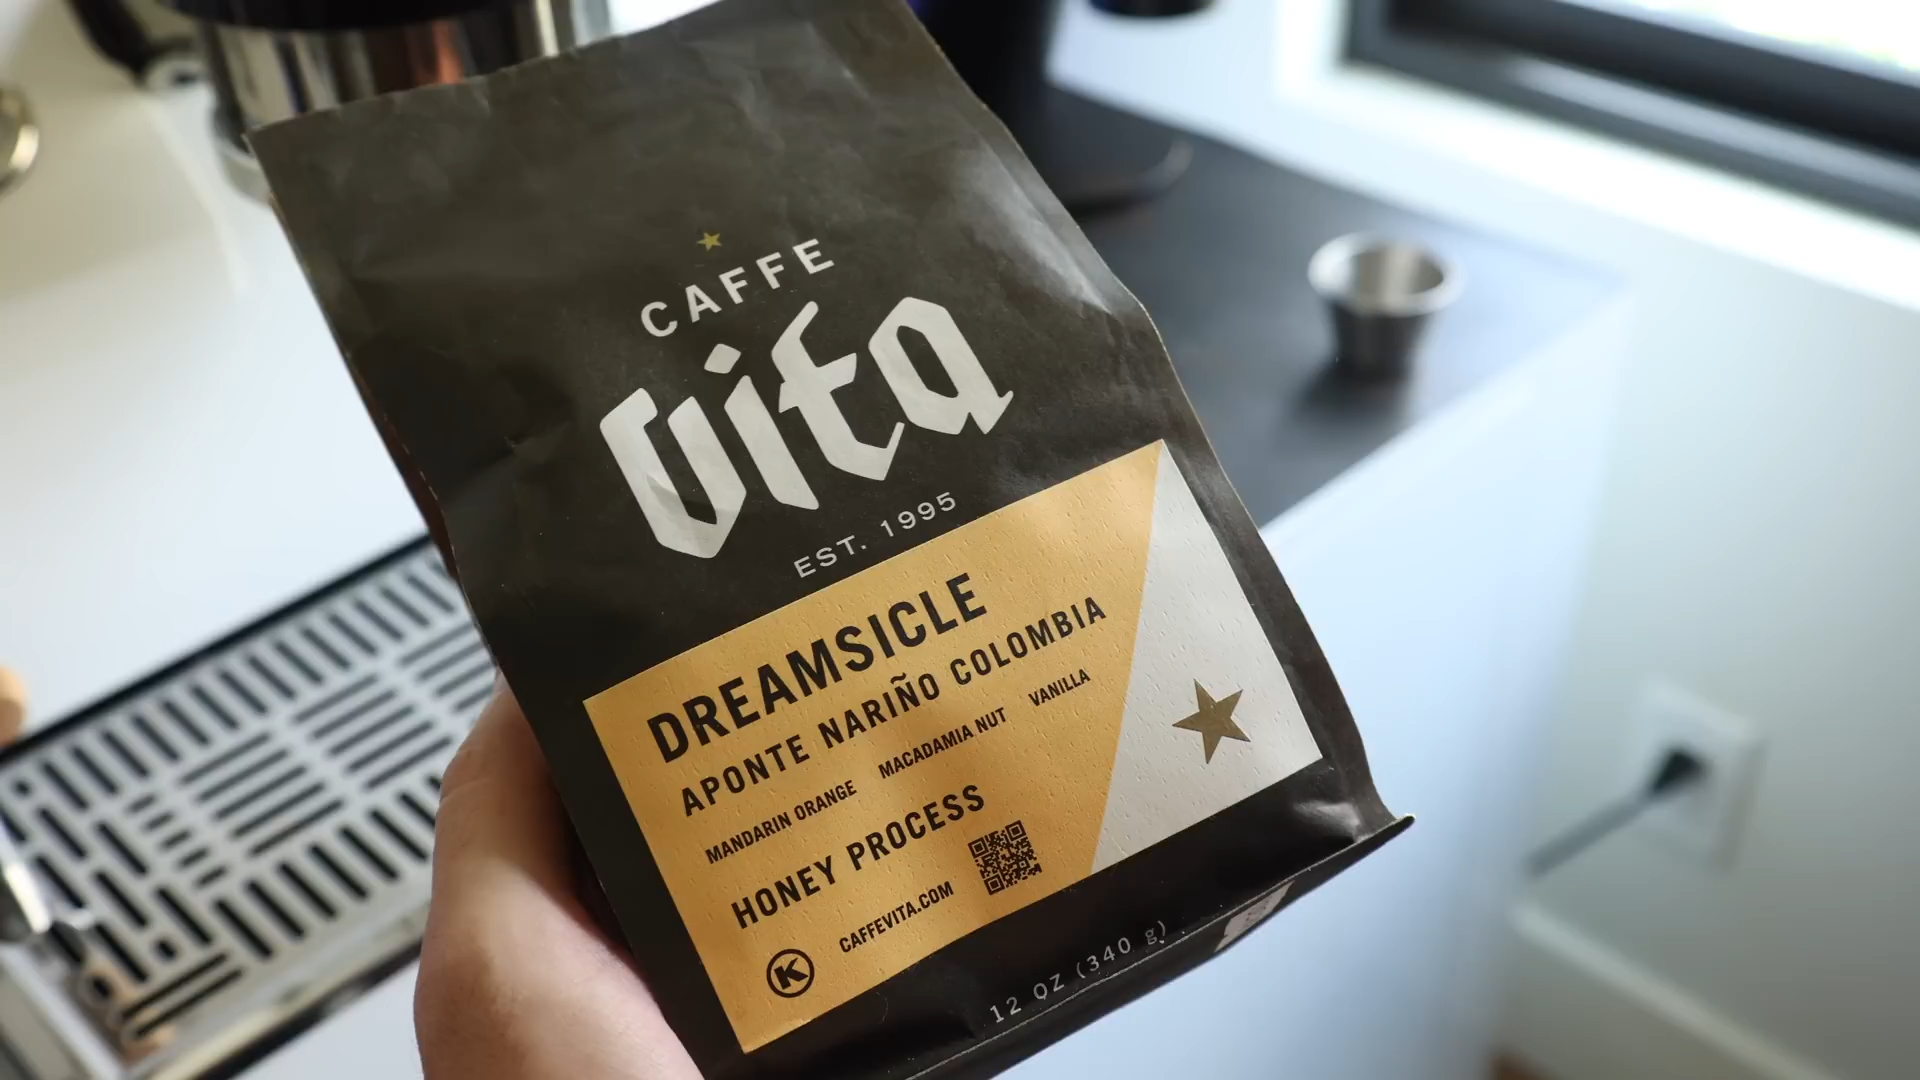 CAFFE
vita
EST. 1995
DREAMSICLE
APONTE NARIÑO COLOMBIA
MANDARIN ORANGE MACADAMIA NUT VANILLA
HONEY PROCESS
K CAFFEVITA.COM
12 OZ (340 g)